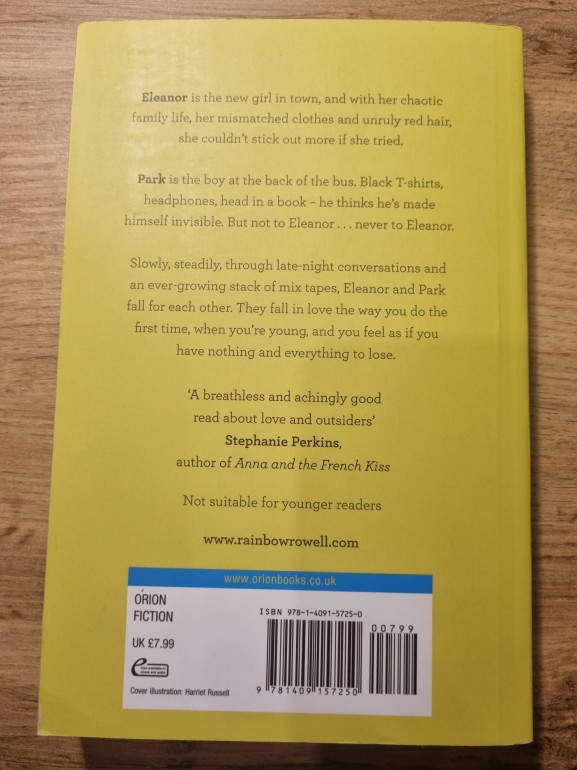 Eleanor is the new girl in town, and with her chaotic
family life, her mismatched clothes and unruly red hair,
she couldn't stick out more if she tried.
Park is the boy at the back of the bus. Black T-shirts,
headphones, head in a book – he thinks he's made
himself invisible. But not to Eleanor . . . never to Eleanor.
Slowly, steadily, through late-night conversations and
an ever-growing stack of mix tapes, Eleanor and Park
fall for each other. They fall in love the way you do the
first time, when you're young, and you feel as if you
have nothing and everything to lose.
'A breathless and achingly good
read about love and outsiders'
Stephanie Perkins,
author of Anna and the French Kiss
Not suitable for younger readers
www.rainbowrowell.com
www.orionbooks.co.uk
ORION
FICTION
UK £7.99
Also available in
ebook and audio
Cover illustration: Harriet Russell
ISBN 978-1-4091-5725-0
00799
9 781409 157250